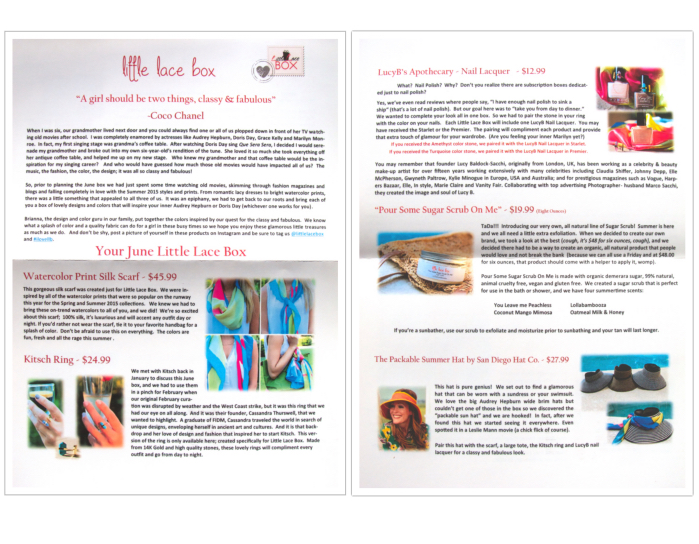 little lace box
Little Lace
BOX
“A girl should be two things, classy & fabulous”
-Coco Chanel
When I was six, our grandmother lived next door and you could always find one or all of us plopped down in front of her TV watch-
ing old movies after school. I was completely enamored by actresses like Audrey Hepburn, Doris Day, Grace Kelly and Marilyn Mon-
roe. In fact, my first singing stage was grandma's coffee table. After watching Doris Day sing Que Sera Sera, I decided I would sere-
nade my grandmother and broke out into my own six-year-old's rendition of the tune. She loved it so much she took everything off
her antique coffee table, and helped me up on my new stage. Who knew my grandmother and that coffee table would be the in-
spiration for my singing career? And who would have guessed how much those old movies would have impacted all of us? The
music, the fashion, the color, the design; it was all so classy and fabulous!
So, prior to planning the June box we had just spent some time watching old movies, skimming through fashion magazines and
blogs and falling completely in love with the Summer 2015 styles and prints. From romantic lacy dresses to bright watercolor prints,
there was a little something that appealed to all three of us. It was an epiphany, we had to get back to our roots and bring each of
you a box of lovely designs and colors that will inspire your inner Audrey Hepburn or Doris Day (whichever one works for you).
Brianna, the design and color guru in our family, put together the colors inspired by our quest for the classy and fabulous. We know
what a splash of color and a quality fabric can do for a girl in these busy times so we hope you enjoy these glamorous little treasures
as much as we do. And don't be shy, post a picture of yourself in these products on Instagram and be sure to tag us @littlelacebox
Your June Little Lace Box
Watercolor Print Silk Scarf - $45.99
This gorgeous silk scarf was created just for Little Lace Box. We were in-
spired by all of the watercolor prints that were so popular on the runway
this year for the Spring and Summer 2015 collections. We knew we had to
bring these on-trend watercolors to all of you, and we did! We're so excited
about this scarf; 100% silk, it's luxurious and will accent any outfit day or
night. If you'd rather not wear the scarf, tie it to your favorite handbag for a
splash of color. Don't be afraid to use this on everything. The colors are
fun, fresh and all the rage this summer.
Kitsch Ring - $24.99
We met with Kitsch back in
January to discuss this June
box, and we had to use them
in a pinch for February when
our original February cura-
tion was disrupted by weather and the West Coast strike, but it was this ring that we
had our eye on all along. And it was their founder, Cassandra Thurswell, that we
wanted to highlight. A graduate of FIDM, Cassandra traveled the world in search of
unique designs, enveloping herself in ancient art and cultures. And it is that back-
drop and her love of design and fashion that inspired her to start Kitsch. This ver-
sion of the ring is only available here; created specifically for Little Lace Box. Made
from 14K Gold and high quality stones, these lovely rings will compliment every
outfit and go from day to night.
LucyB's Apothecary - Nail Lacquer - $12.99
What? Nail Polish? Why? Don't you realize there are subscription boxes dedicat-
ed just to nail polish?
Yes, we've even read reviews where people say, “I have enough nail polish to sink a
ship” (that's a lot of nail polish). But our goal here was to “take you from day to dinner.”
We wanted to complete your look all in one box. So we had to pair the stone in your ring
with the color on your nails. Each Little Lace Box will include one LucyB Nail Lacquer. You may
have received the Starlet or the Premier. The pairing will compliment each product and provide
that extra touch of glamour for your wardrobe. (Are you feeling your inner Marilyn yet?)
If you received the Amethyst color stone, we paired it with the LucyB Nail Lacquer in Starlet.
If you received the Turquoise color stone, we paired it with the LucyB Nail Lacquer in Premier.
You may remember that founder Lucy Baldock-Sacchi, originally from London, UK, has been working as a celebrity & beauty
make-up artist for over fifteen years working extensively with many celebrities including Claudia Shiffer, Johnny Depp, Elle
McPherson, Gwyneth Paltrow, Kylie Minogue in Europe, USA and Australia, and for prestigious magazines such as Vogue, Harp-
ers Bazaar, Elle, In style, Marie Claire and Vanity Fair. Collaborating with top advertising Photographer- husband Marco Sacchi,
they created the image and soul of Lucy B.
“Pour Some Sugar Scrub On Me” - $19.99 (Eight Ounces)
TaDa!!! Introducing our very own, all natural line of Sugar Scrub! Summer is here
and we all need a little extra exfoliation. When we decided to create our own
brand, we took a look at the best (cough, it's $48 for six ounces, cough), and we
decided there had to be a way to create an organic, all natural product that people
would love and not break the bank (because we can all use a Friday and at $48.00
for six ounces, that product should come with a helper to apply it, womp).
Pour Some Sugar Scrub On Me is made with organic demerara sugar, 99% natural,
animal cruelty free, vegan and gluten free. We created a sugar scrub that is perfect
for use in the bath or shower, and we have four summertime scents:
You Leave me Peachless Lollabambooza
Coconut Mango Mimosa Oatmeal Milk & Honey
If you're a sunbather, use our scrub to exfoliate and moisturize prior to sunbathing and your tan will last longer.
The Packable Summer Hat by San Diego Hat Co. - $27.99
This hat is pure genius! We set out to find a glamorous
hat that can be worn with a sundress or your swimsuit.
We love the big Audrey Hepburn wide brim hats but
couldn't get one of those in the box so we discovered the
“packable sun hat” and we are hooked! In fact, after we
found this hat we started seeing it everywhere. Even
spotted it in a Leslie Mann movie (a chick flick of course).
Pair this hat with the scarf, a large tote, the Kitsch ring and LucyB nail
lacquer for a classy and fabulous look.